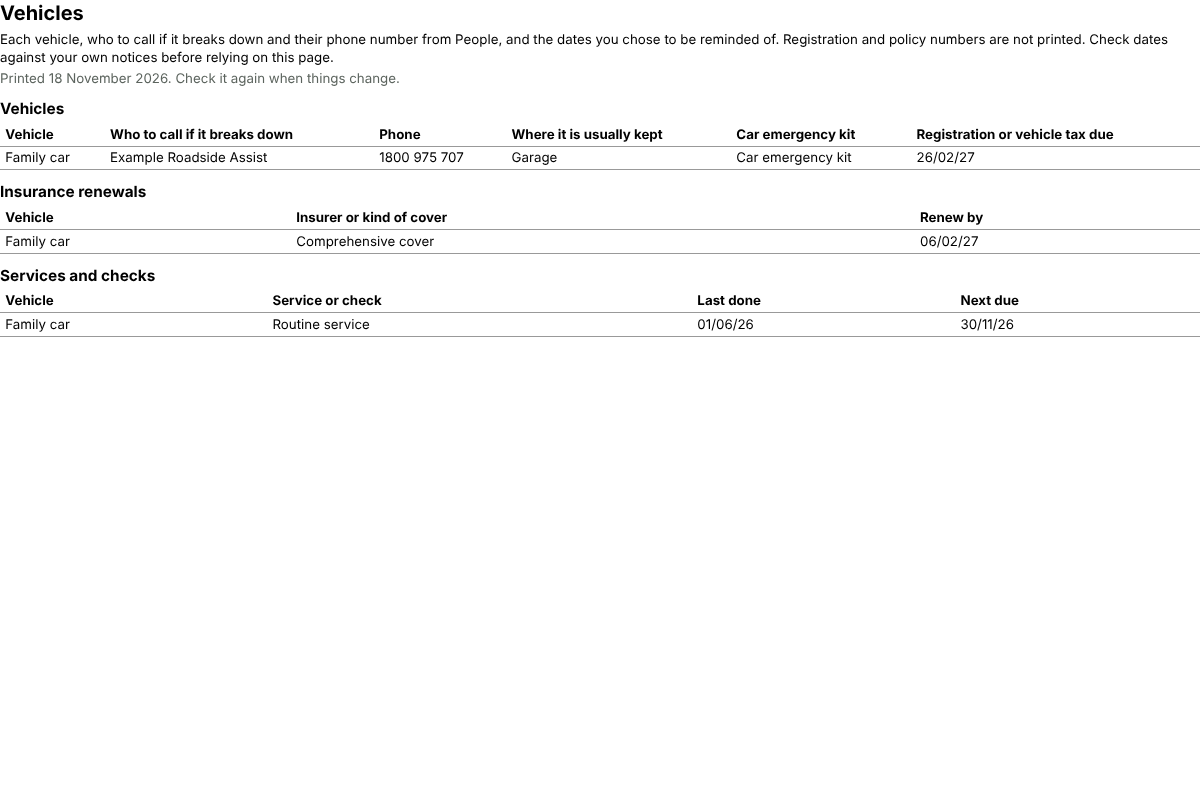 Vehicles
Each vehicle, who to call if it breaks down and their phone number from People, and the dates you chose to be reminded of. Registration and policy numbers are not printed. Check dates
against your own notices before relying on this page.
Printed 18 November 2026. Check it again when things change.
Vehicles
Vehicle Who to call if it breaks down Phone Where it is usually kept Car emergency kit Registration or vehicle tax due
Family car Example Roadside Assist 1800 975 707 Garage Car emergency kit 26/02/27
Insurance renewals
Vehicle Insurer or kind of cover Renew by
Family car Comprehensive cover 06/02/27
Services and checks
Vehicle Service or check Last done Next due
Family car Routine service 01/06/26 30/11/26